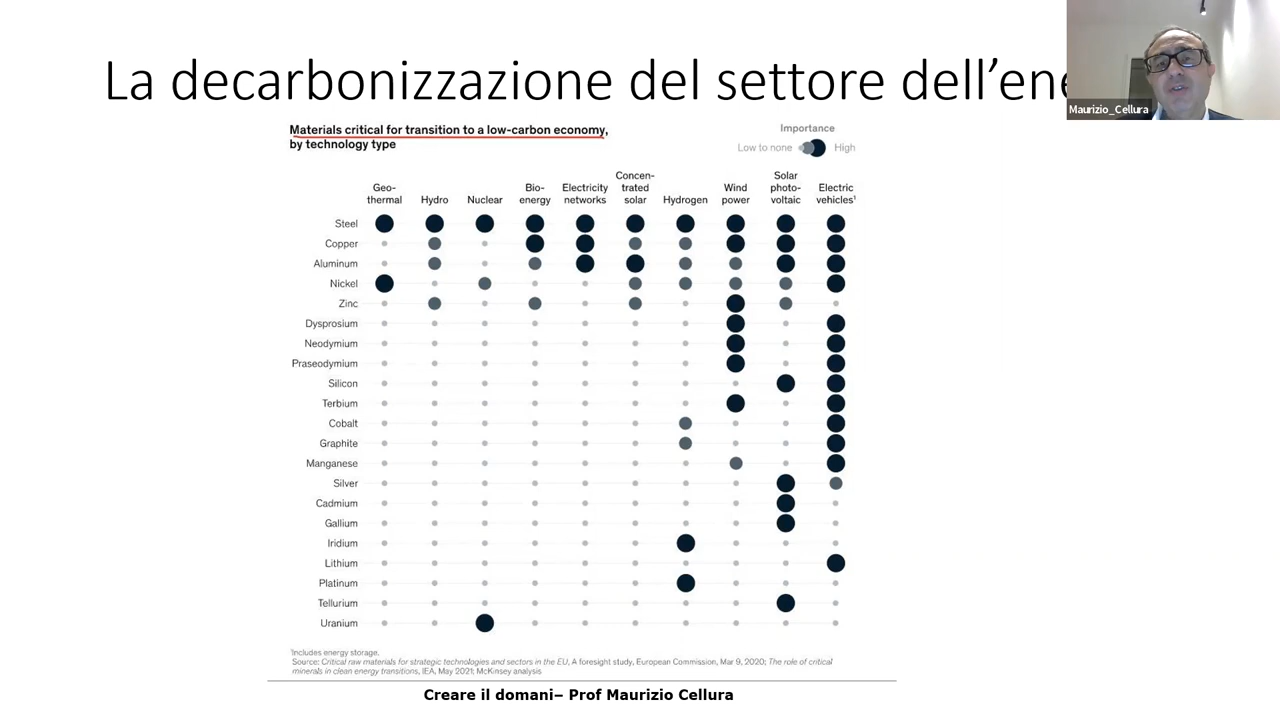 La decarbonizzazione del settore dell’ene
Maurizio_Cellura
Materials critical for transition to a low-carbon economy,
by technology type
Importance
Low to none
High
Geo-
thermal
Hydro
Nuclear
Bio-
energy
Electricity
networks
Concen-
trated
solar
Hydrogen
Wind
power
Solar
photo-
voltaic
Electric
vehicles¹
Steel
Copper
Aluminum
Nickel
Zinc
Dysprosium
Neodymium
Praseodymium
Silicon
Terbium
Cobalt
Graphite
Manganese
Silver
Cadmium
Gallium
Iridium
Lithium
Platinum
Tellurium
Uranium
¹Includes energy storage.
Source: Critical raw materials for strategic technologies and sectors in the EU, A foresight study, European Commission, Mar 9, 2020; The role of critical
minerals in clean energy transitions, IEA, May 2021; McKinsey analysis
Creare il domani– Prof Maurizio Cellura